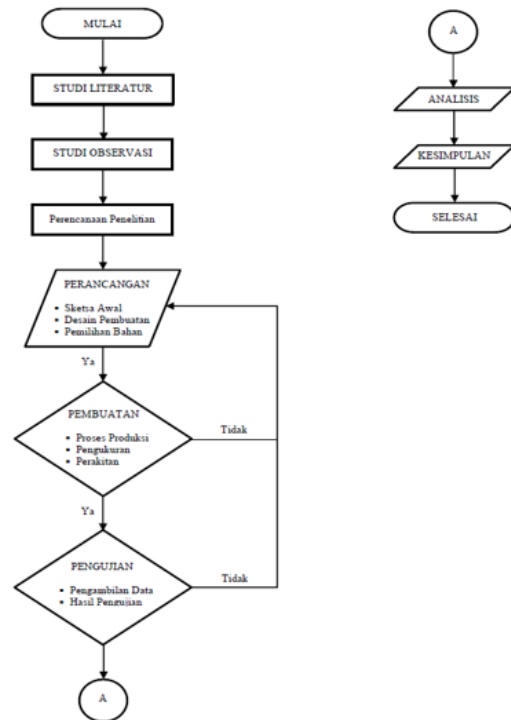 MULAI
STUDI LITERATUR
STUDI OBSERVASI
Perencanaan Penelitian
PERANCANGAN
▪ Sketsa Awal
▪ Desain Pembuatan
▪ Pemilihan Bahan
Ya
PEMBUATAN
▪ Proses Produksi
▪ Pengukuran
▪ Perakitan
Tidak
Ya
PENGUJIAN
▪ Pengambilan Data
▪ Hasil Pengujian
Tidak
A
A
ANALISIS
KESIMPULAN
SELESAI